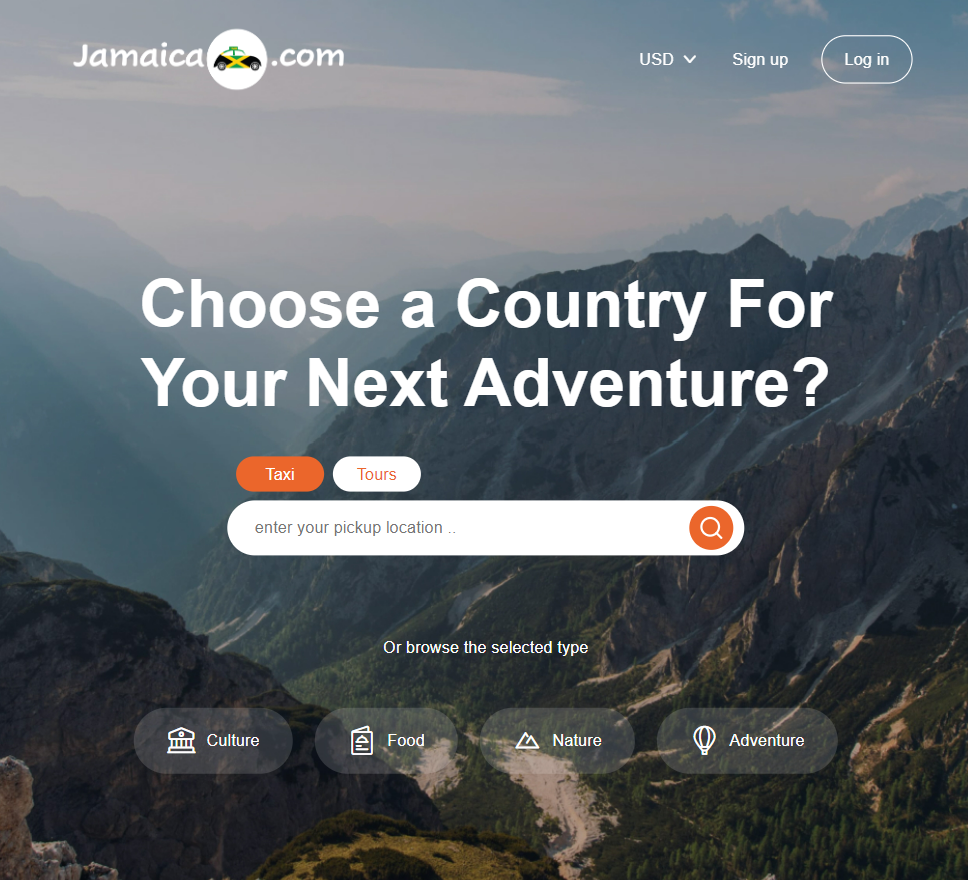 Jamaica .com
USD
Sign up
Log in
Choose a Country For
Your Next Adventure?
Taxi
Tours
enter your pickup location ..
Or browse the selected type
Culture
Food
Nature
Adventure